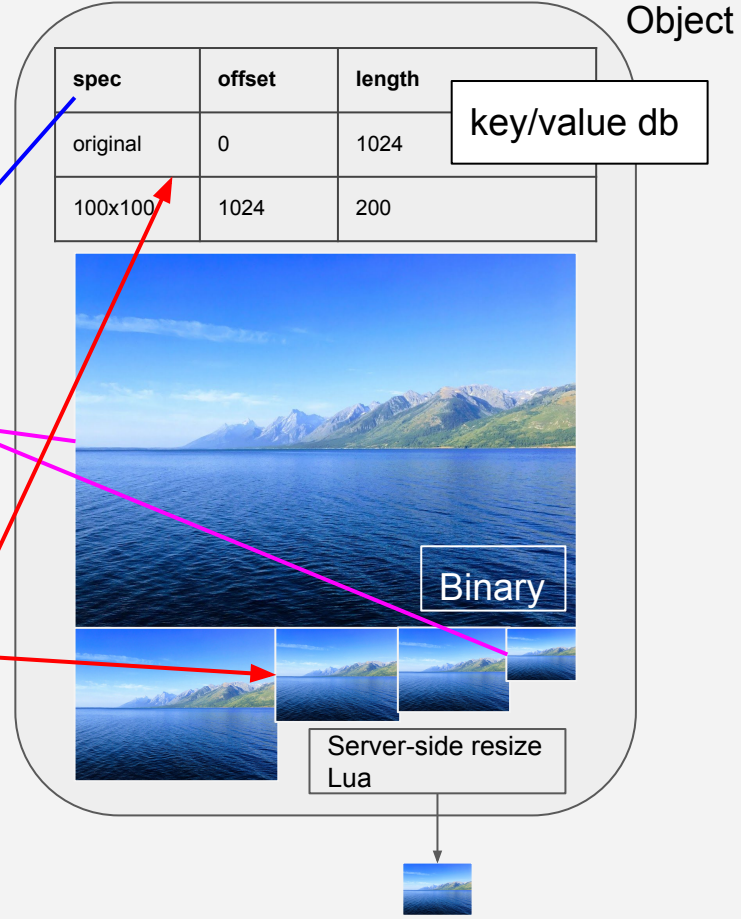 Object
spec offset length
key/value db
original 0 1024
100x100 1024 200
Binary
Server-side resize
Lua